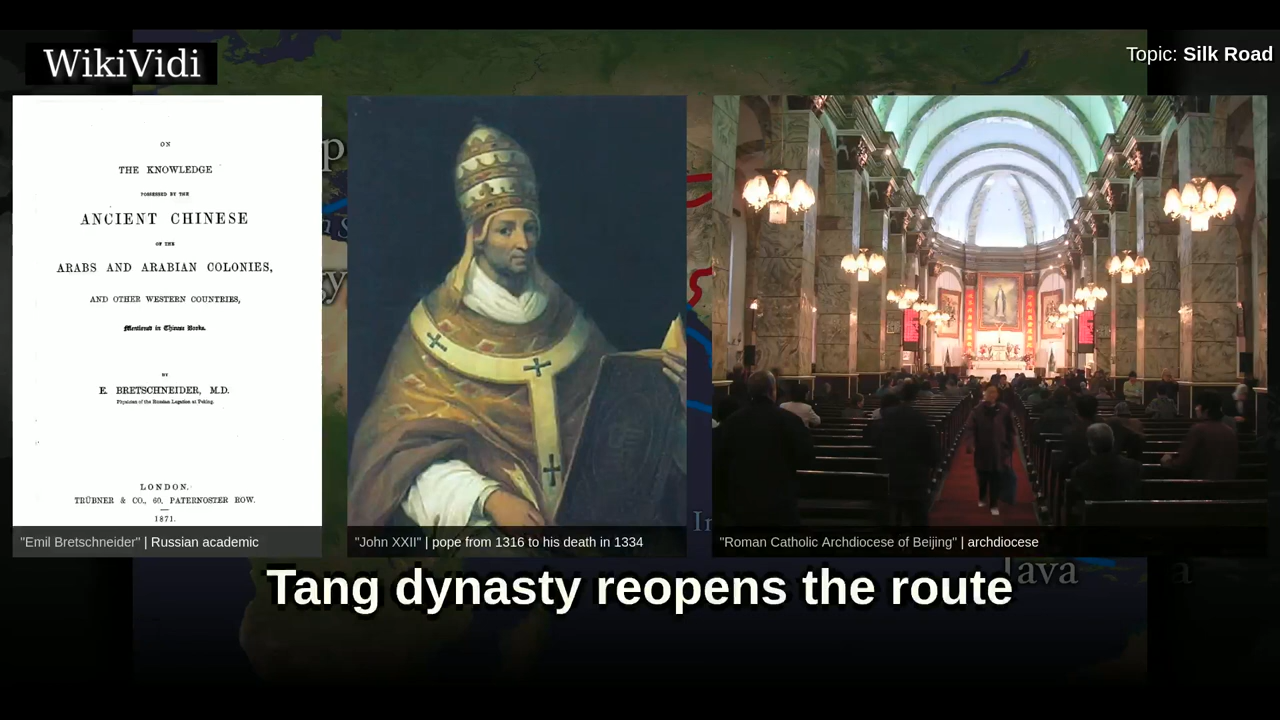 WikiVidi
Topic: Silk Road
ON
THE KNOWLEDGE
POSSESSED BY THE
ANCIENT CHINESE
OF THE
ARABS AND ARABIAN COLONIES,
AND OTHER WESTERN COUNTRIES,
Mentioned in Chinese Books.
BY
E. BRETSCHNEIDER, M.D.
Physician of the Russian Legation at Peking.
LONDON.
TRÜBNER & CO., 60, PATERNOSTER ROW.
1871.
"Emil Bretschneider" | Russian academic
"John XXII" | pope from 1316 to his death in 1334
"Roman Catholic Archdiocese of Beijing" | archdiocese
Tang dynasty reopens the route